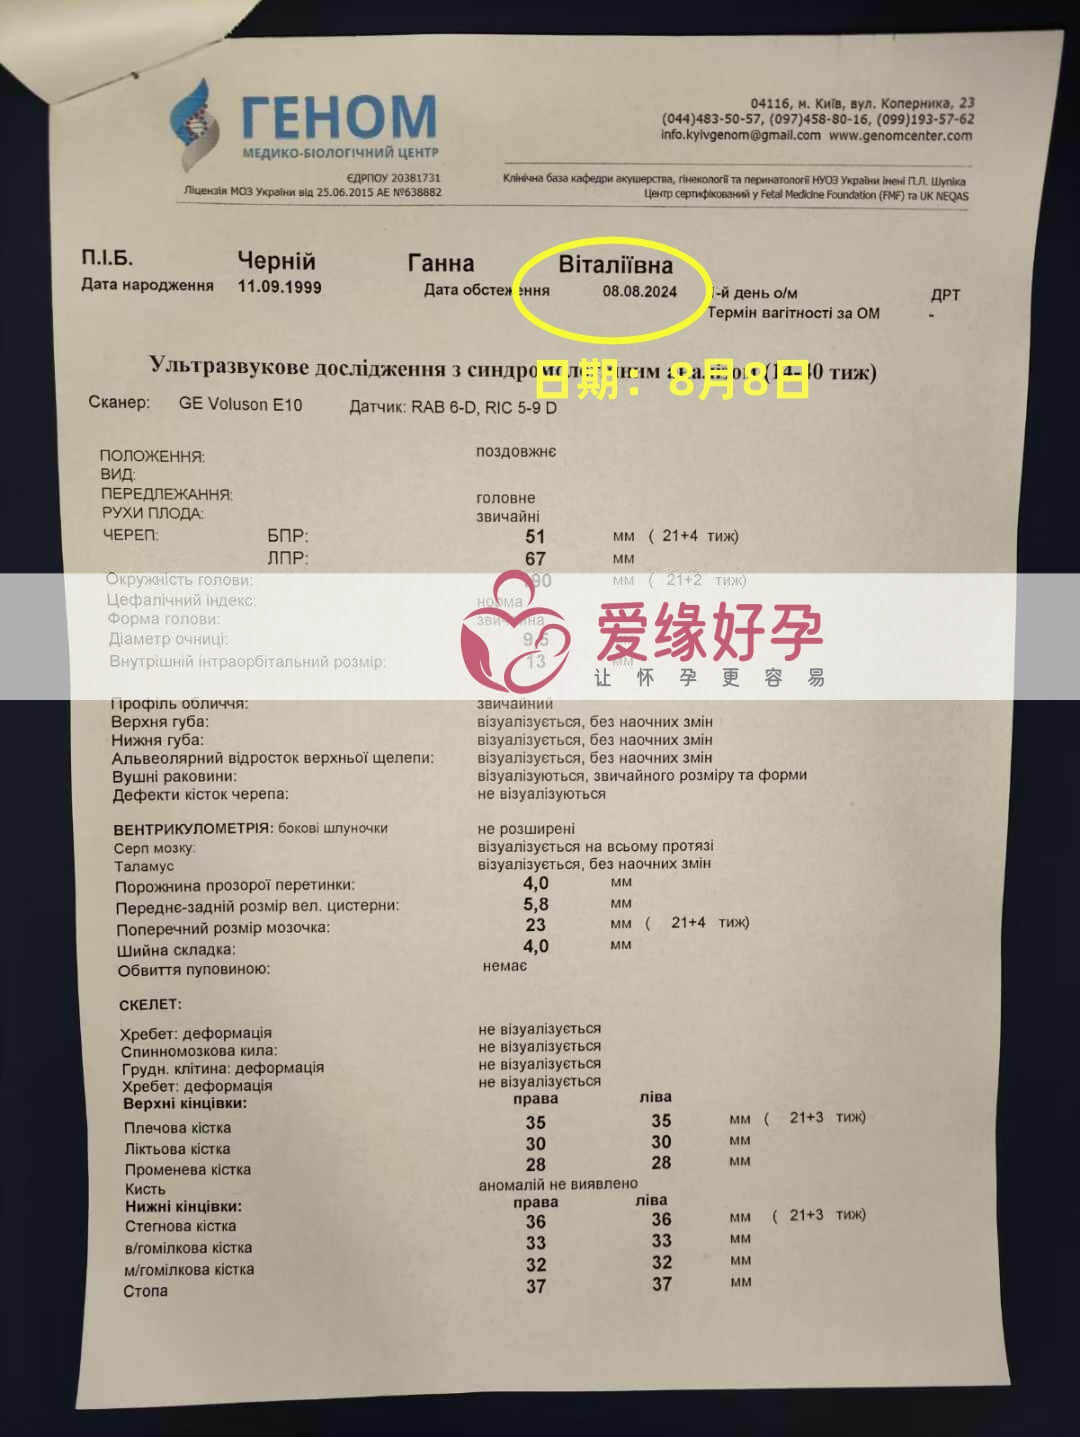 ГЕНОМ
МЕДИКО-БІОЛОГІЧНИЙ ЦЕНТР
ЄДРПОУ 20381731
Ліцензія МОЗ України від 25.06.2015 АЕ №638882
04116, м. Київ, вул. Коперника, 23
(044)483-50-57, (097)458-80-16, (099)193-57-62
info.kyivgenom@gmail.com www.genomcenter.com
Клінічна база кафедри акушерства, гінекології та перинатології НУОЗ України імені П.Л. Шупіка
Центр сертифікований у Fetal Medicine Foundation (FMF) та UK NEQAS
П.І.Б. Черній Ганна Віталіївна
Дата народження 11.09.1999 Дата обстеження 08.08.2024 -й день о/м ДРТ
Термін вагітності за ОМ -
日期：8月8日
Ультразвукове дослідження з аналізом (14-40 тиж)
Сканер: GE Voluson E10 Датчик: RAB 6-D, RIC 5-9 D
ПОЛОЖЕННЯ: поздовжнє
ВИД:
ПЕРЕДЛЕЖАННЯ: головне
РУХИ ПЛОДА: звичайні
ЧЕРЕП: БПР: 51 мм ( 21+4 тиж)
ЛПР: 67 мм
Окружність голови: 190 мм ( 21+2 тиж)
Цефалічний індекс: норма
Форма голови: звичайна
Діаметр очниці: 9,5
Внутрішній інтраорбітальний розмір: 13 мм
爱缘好孕
让怀孕更容易
Профіль обличчя: звичайний
Верхня губа: візуалізується, без наочних змін
Нижня губа: візуалізується, без наочних змін
Альвеолярний відросток верхньої щелепи: візуалізується, без наочних змін
Вушні раковини: візуалізуються, звичайного розміру та форми
Дефекти кісток черепа: не візуалізуються
ВЕНТРИКУЛОМЕТРІЯ: бокові шлуночки не розширені
Серп мозку: візуалізується на всьому протязі
Таламус візуалізується, без наочних змін
Порожнина прозорої перетинки: 4,0 мм
Переднє-задній розмір вел. цистерни: 5,8 мм
Поперечний розмір мозочка: 23 мм ( 21+4 тиж)
Шийна складка: 4,0 мм
Обвиття пуповиною: немає
СКЕЛЕТ:
Хребет: деформація не візуалізується
Спинномозкова кила: не візуалізується
Грудн. клітина: деформація не візуалізується
Хребет: деформація не візуалізується
Верхні кінцівки: права ліва
Плечова кістка 35 35 мм ( 21+3 тиж)
Ліктьова кістка 30 30 мм
Променева кістка 28 28 мм
Кисть аномалій не виявлено
Нижні кінцівки: права ліва
Стегнова кістка 36 36 мм ( 21+3 тиж)
в/гомілкова кістка 33 33 мм
м/гомілкова кістка 32 32 мм
Стопа 37 37 мм